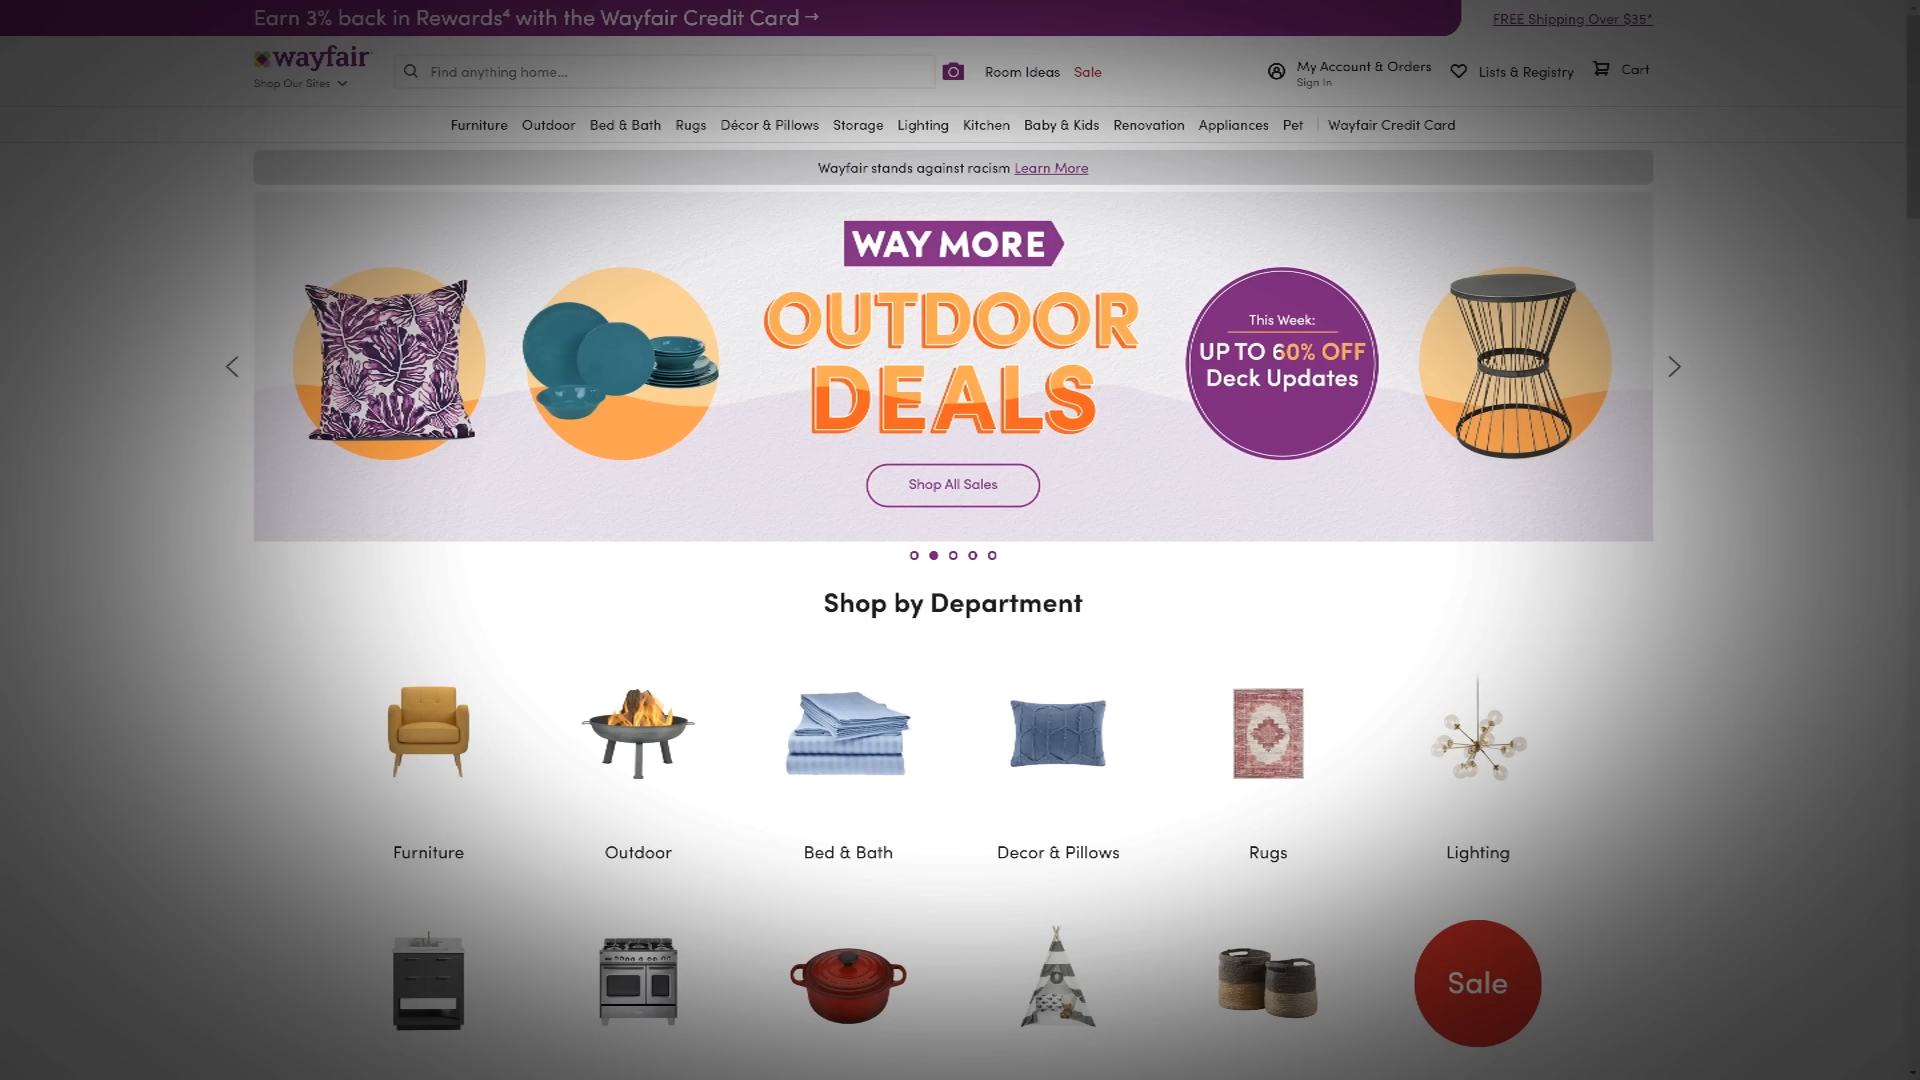 Earn 3% back in Rewards⁴ with the Wayfair Credit Card →
FREE Shipping Over $35*
wayfair
Shop Our Sites
Find anything home...
Room Ideas
Sale
My Account & Orders
Sign In
Lists & Registry
Cart
Furniture Outdoor Bed & Bath Rugs Décor & Pillows Storage Lighting Kitchen Baby & Kids Renovation Appliances Pet Wayfair Credit Card
Wayfair stands against racism Learn More
WAY MORE
OUTDOOR
DEALS
Shop All Sales
This Week:
UP TO 60% OFF
Deck Updates
Shop by Department
Furniture
Outdoor
Bed & Bath
Decor & Pillows
Rugs
Lighting
Sale